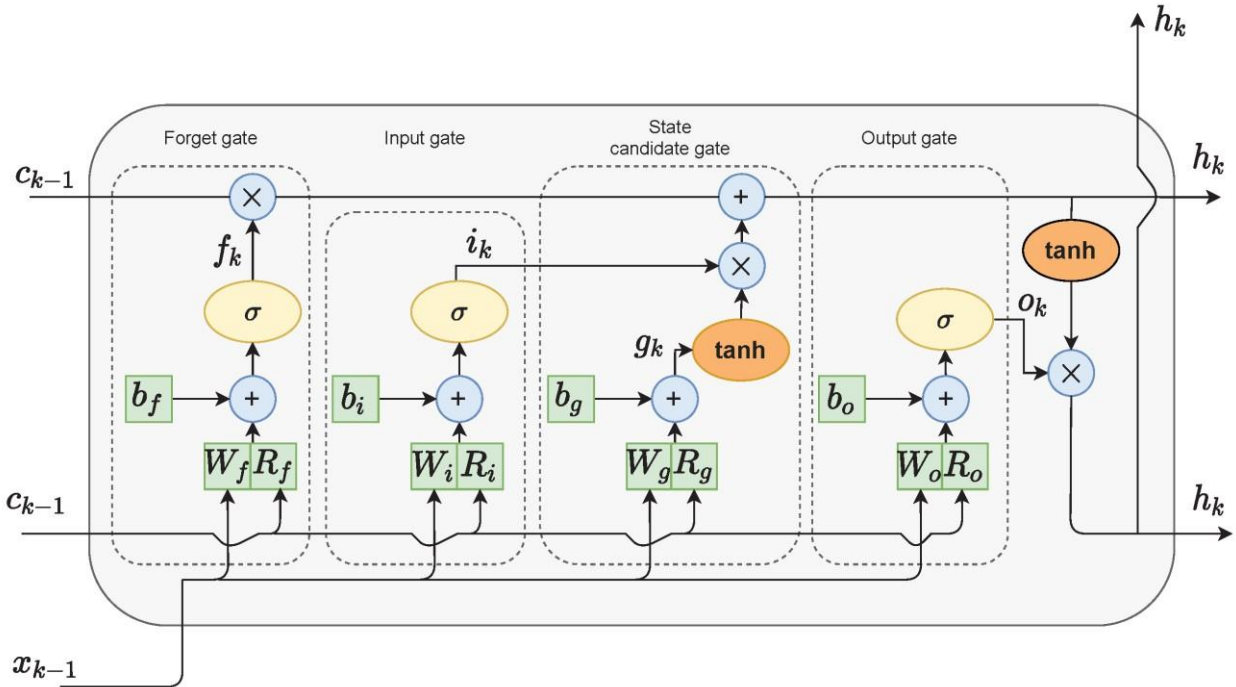 h_k
Forget gate
Input gate
State
candidate gate
Output gate
c_{k-1}
×
+
h_k
f_k
i_k
×
tanh
σ
σ
σ
o_k
g_k
tanh
×
b_f
+
b_i
+
b_g
+
b_o
+
W_f R_f
W_i R_i
W_g R_g
W_o R_o
c_{k-1}
h_k
x_{k-1}